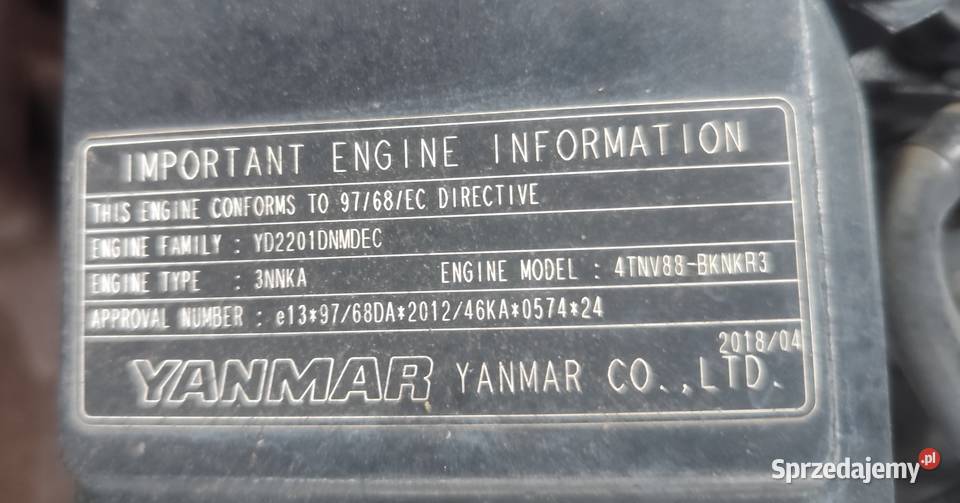 IMPORTANT ENGINE INFORMATION
THIS ENGINE CONFORMS TO 97/68/EC DIRECTIVE
ENGINE FAMILY : YD2201DNMDEC
ENGINE TYPE : 3NNKA ENGINE MODEL : 4TNV88-BKNKR3
APPROVAL NUMBER : e13*97/68DA*2012/46KA*0574*24
2018/04
YANMAR YANMAR CO.,LTD.
Sprzedajemy.pl